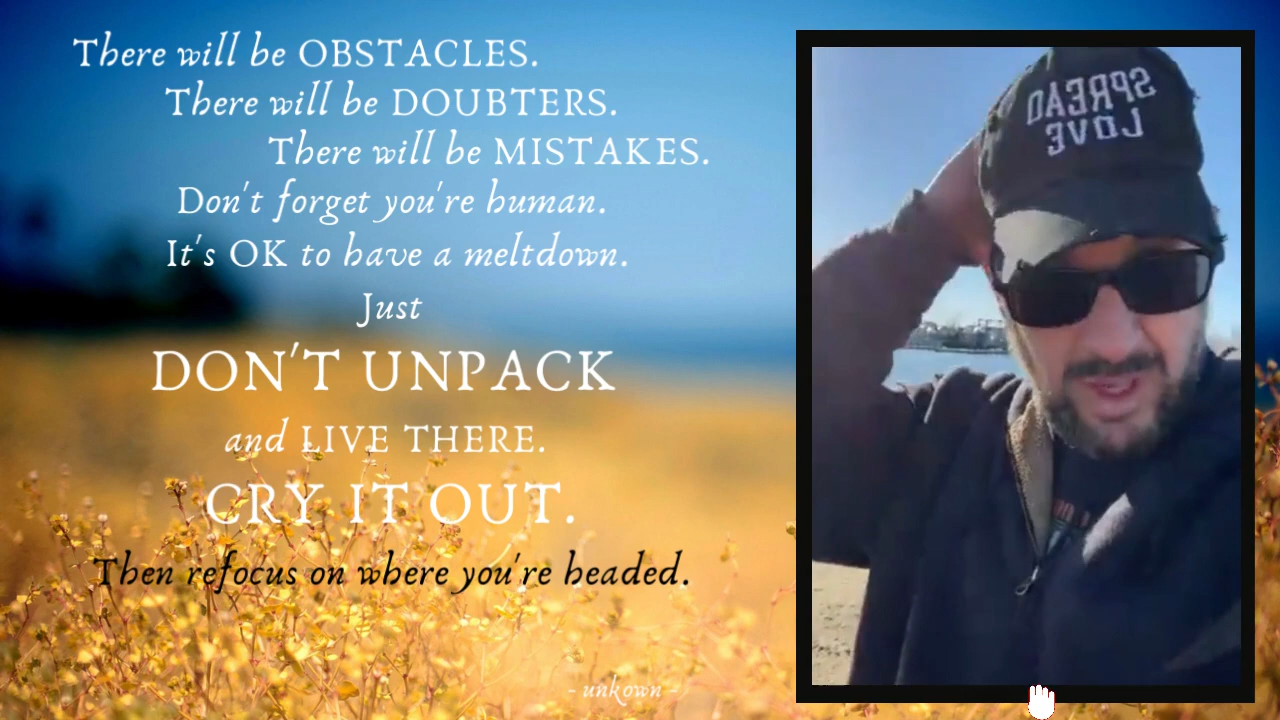 There will be OBSTACLES.
There will be DOUBTERS.
There will be MISTAKES.
Don't forget you're human.
It's OK to have a meltdown.
Just
DON'T UNPACK
and LIVE THERE.
CRY IT OUT.
Then refocus on where you're headed.
- unkown -
SPREAD
LOVE